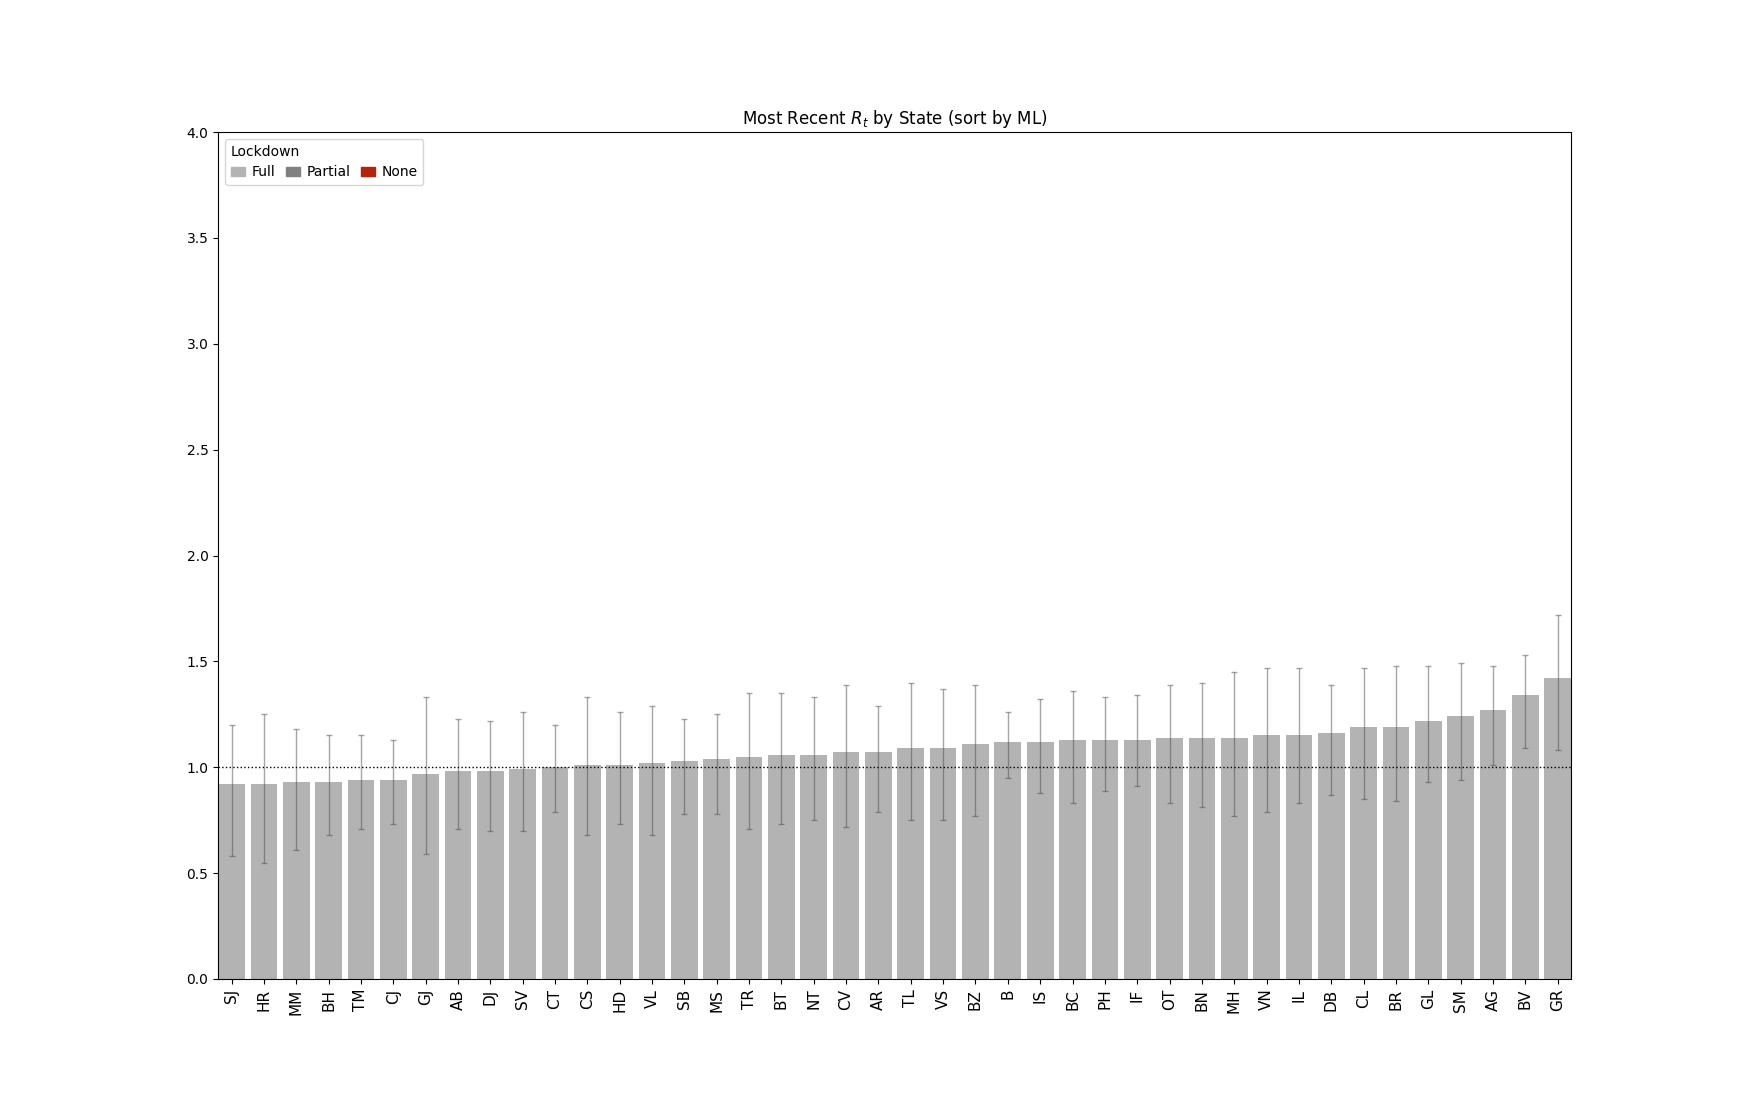 Most Recent Rt by State (sort by ML)
4.0
Lockdown
Full Partial None
3.5
3.0
2.5
2.0
1.5
1.0
0.5
0.0
SJ HR MM BH TM CJ GJ AB DJ SV CT CS HD VL SB MS TR BT NT CV AR TL VS BZ B IS BC PH IF OT BN MH VN IL DB CL BR GL SM AG BV GR